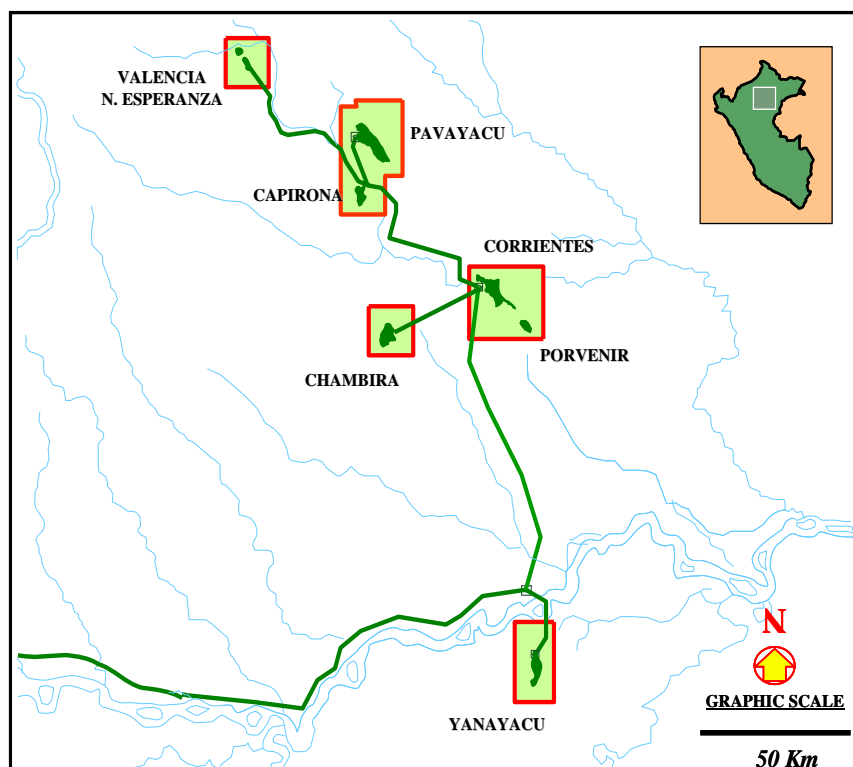 VALENCIA
N. ESPERANZA
PAVAYACU
CAPIRONA
CORRIENTES
PORVENIR
CHAMBIRA
N
GRAPHIC SCALE
YANAYACU
50 Km